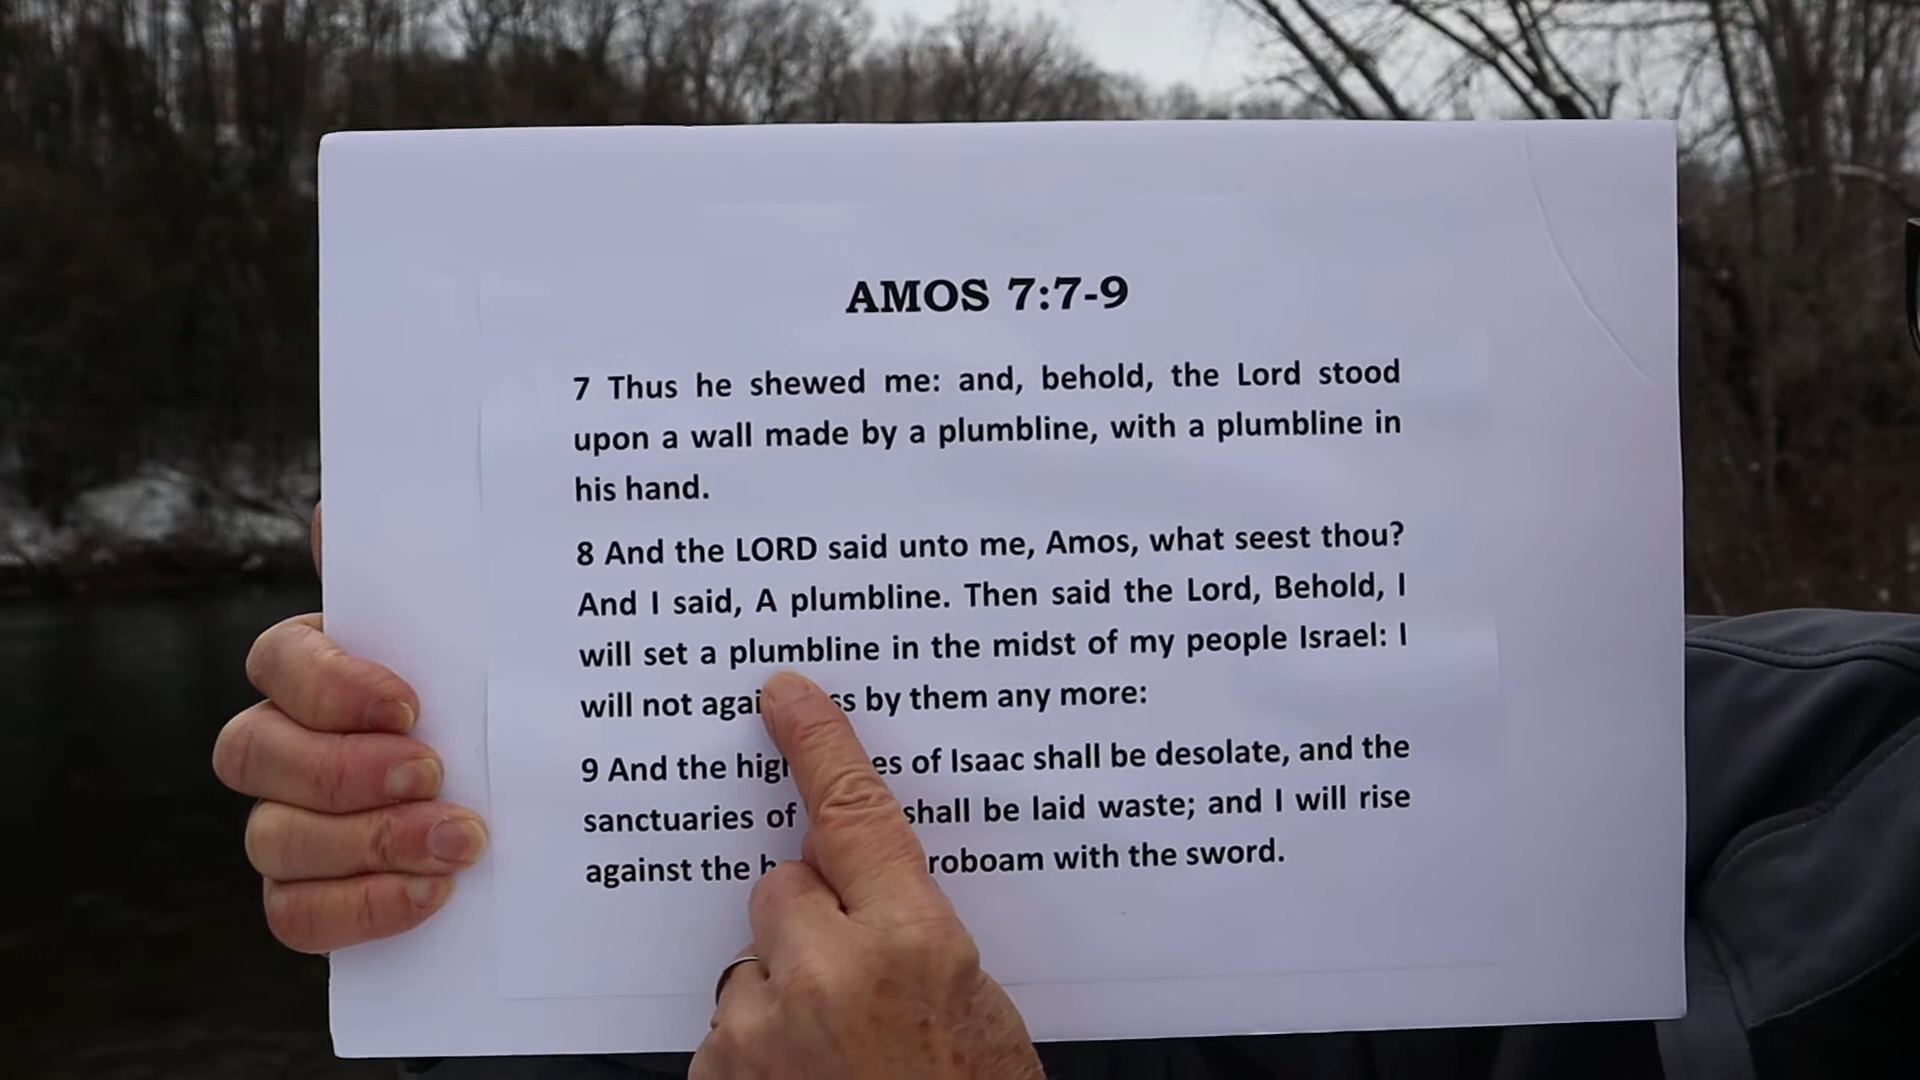 AMOS 7:7-9
7 Thus he shewed me: and, behold, the Lord stood
upon a wall made by a plumbline, with a plumbline in
his hand.
8 And the LORD said unto me, Amos, what seest thou?
And I said, A plumbline. Then said the Lord, Behold, I
will set a plumbline in the midst of my people Israel: I
will not by them any more:
9 And the of Isaac shall be desolate, and the
sanctuaries of shall be laid waste; and I will rise
against the with the sword.